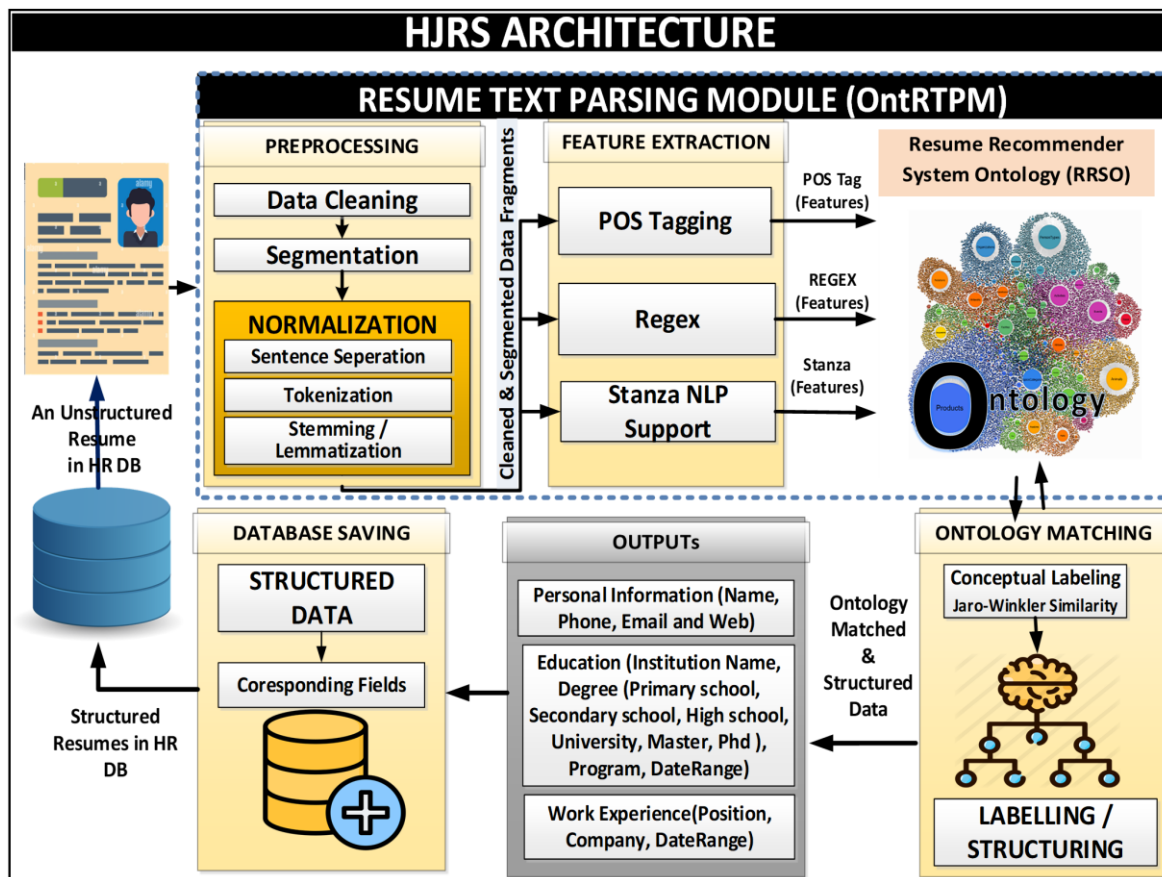 HJRS ARCHITECTURE
RESUME TEXT PARSING MODULE (OntRTPM)
PREPROCESSING
Data Cleaning
Segmentation
NORMALIZATION
Sentence Seperation
Tokenization
Stemming /
Lemmatization
Cleaned & Segmented Data Fragments
FEATURE EXTRACTION
POS Tagging
Regex
Stanza NLP
Support
POS Tag
(Features)
REGEX
(Features)
Stanza
(Features)
Resume Recommender
System Ontology (RRSO)
Products
Ontology
An Unstructured
Resume
in HR DB
Structured
Resumes in HR
DB
DATABASE SAVING
STRUCTURED
DATA
Coresponding Fields
OUTPUTs
Personal Information (Name,
Phone, Email and Web)
Education (Institution Name,
Degree (Primary school,
Secondary school, High school,
University, Master, Phd ),
Program, DateRange)
Work Experience(Position,
Company, DateRange)
Ontology
Matched
&
Structured
Data
ONTOLOGY MATCHING
Conceptual Labeling
Jaro-Winkler Similarity
LABELLING /
STRUCTURING